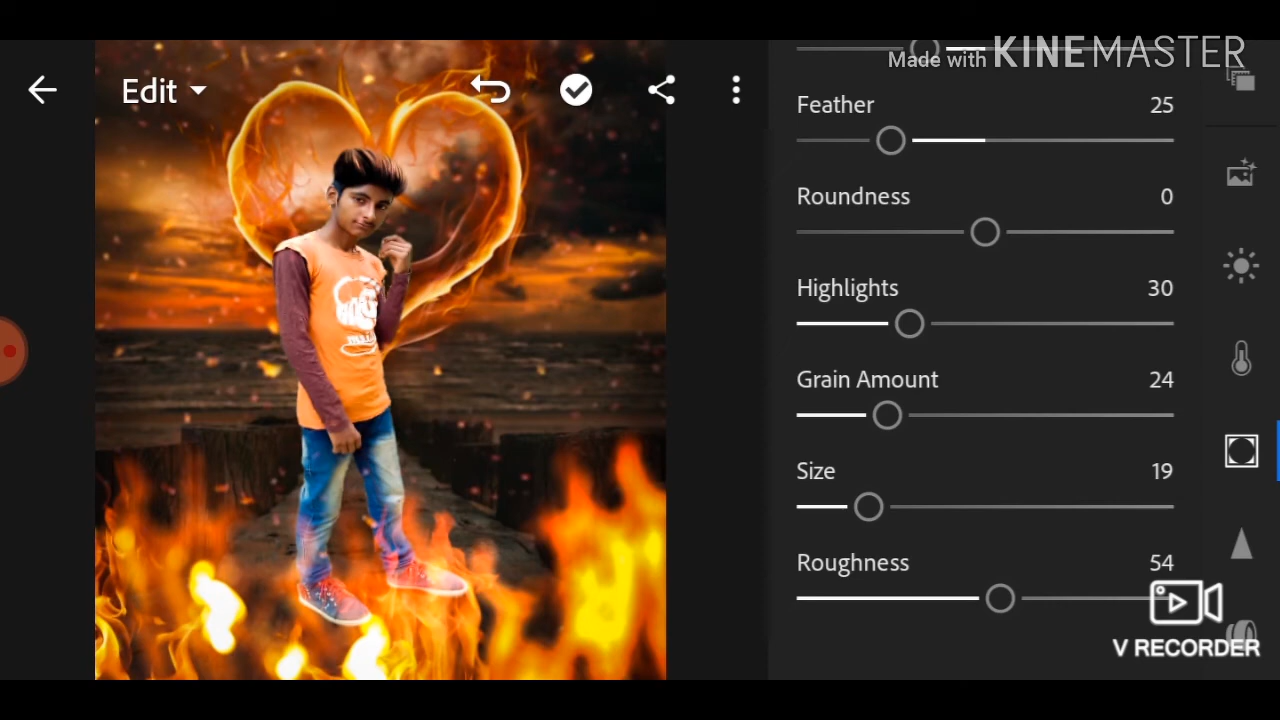 Made with KINEMASTER
Edit
Feather 25
Roundness 0
Highlights 30
Grain Amount 24
Size 19
Roughness 54
V RECORDER